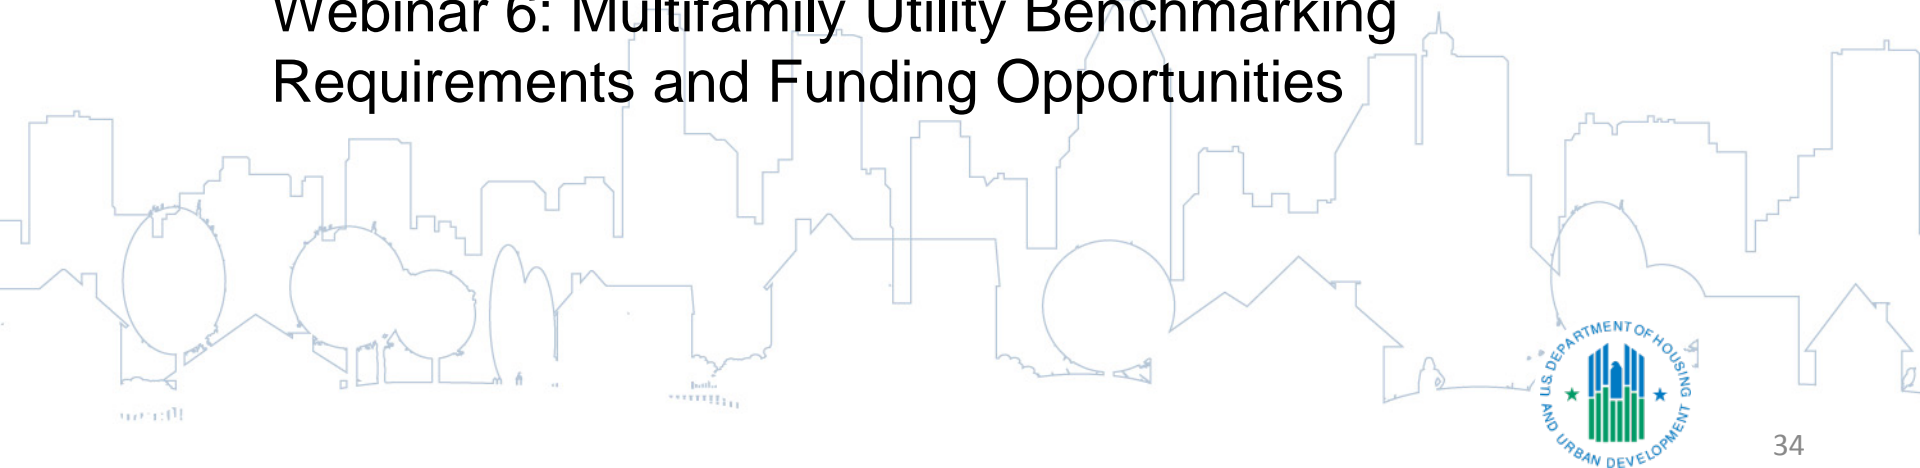 Webinar 6: Multifamily Utility Benchmarking
Requirements and Funding Opportunities
U.S. DEPARTMENT OF HOUSING
AND URBAN DEVELOPMENT
34